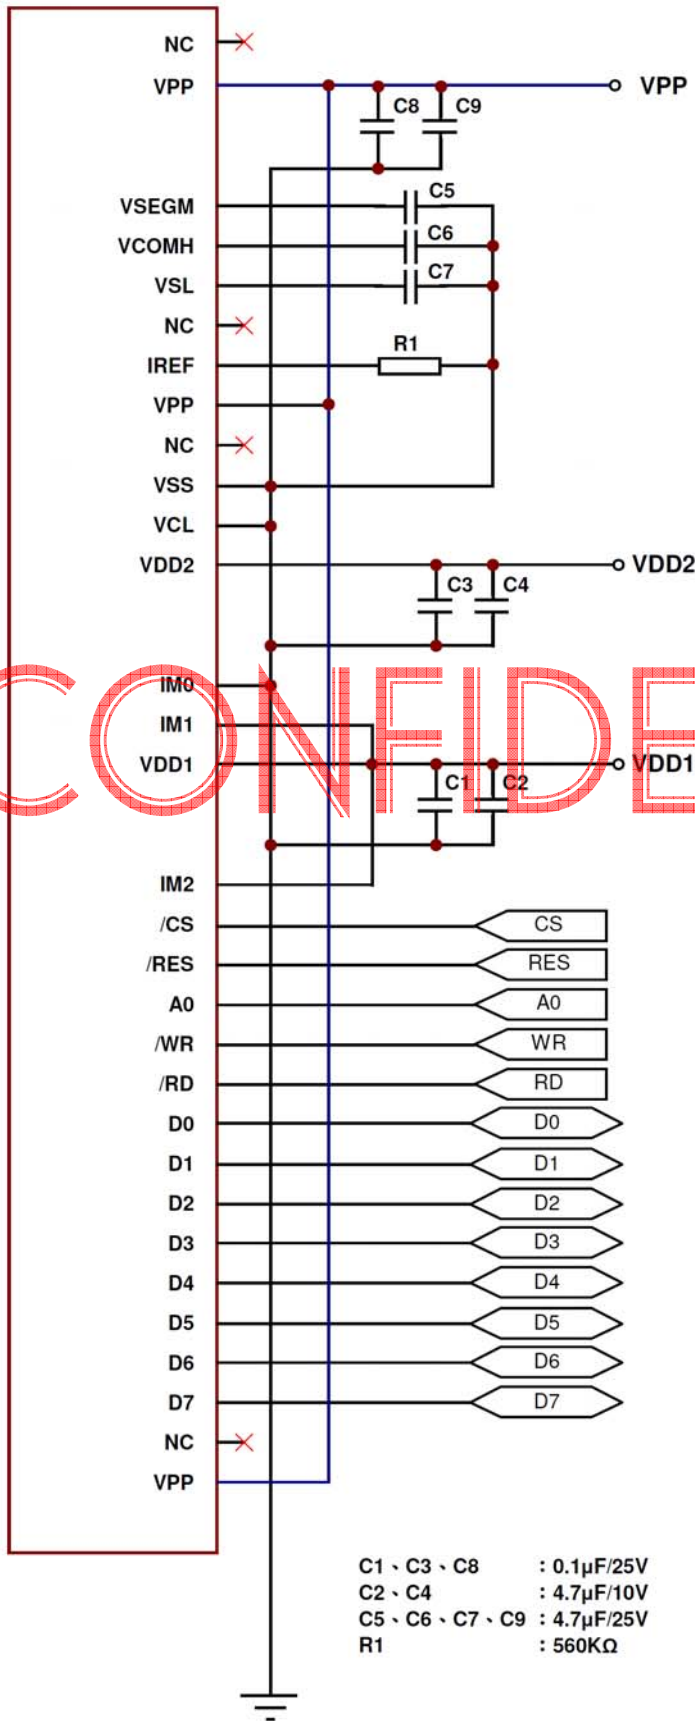 NC
VPP
VPP
C8
C9
VSEGM
C5
VCOMH
C6
VSL
C7
NC
IREF
R1
VPP
NC
VSS
VCL
VDD2
VDD2
C3
C4
CONFIDE
IM0
IM1
VDD1
VDD1
C1
C2
IM2
/CS
CS
/RES
RES
A0
A0
/WR
WR
/RD
RD
D0
D0
D1
D1
D2
D2
D3
D3
D4
D4
D5
D5
D6
D6
D7
D7
NC
VPP
C1、C3、C8 : 0.1µF/25V
C2、C4 : 4.7µF/10V
C5、C6、C7、C9 : 4.7µF/25V
R1 : 560KΩ